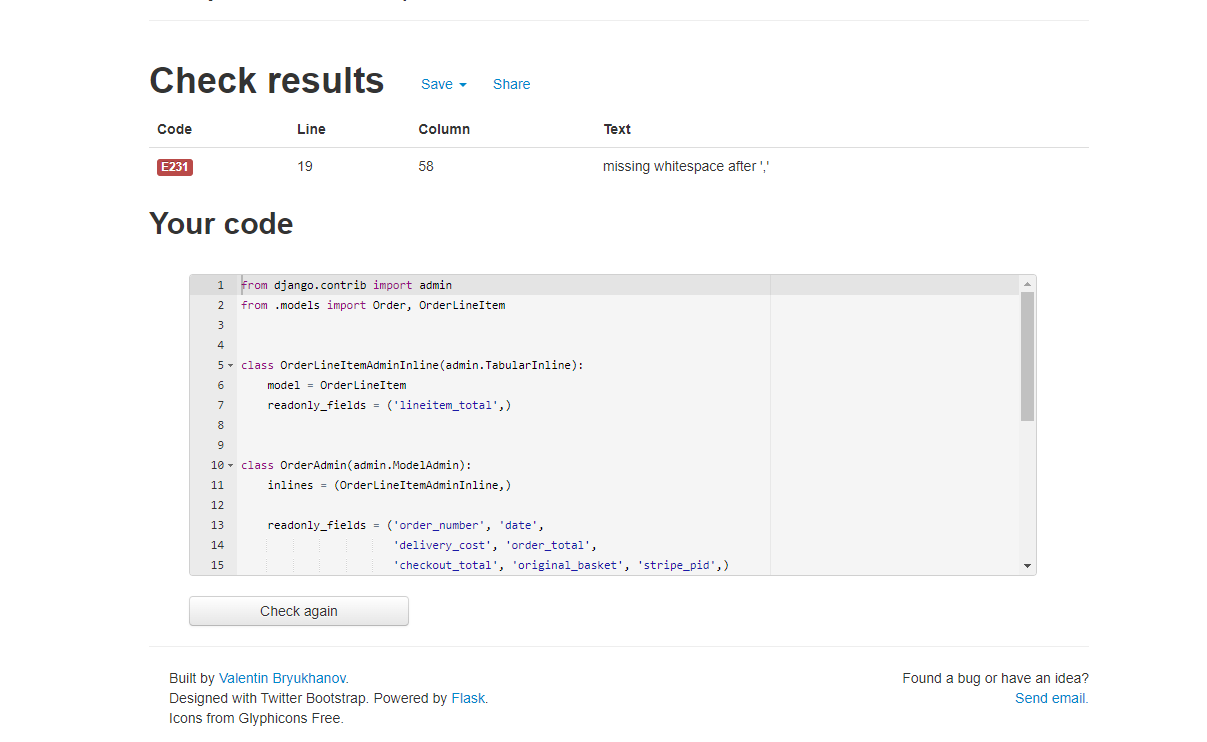 Check results Save Share
Code Line Column Text
E231 19 58 missing whitespace after ','
Your code
1 from django.contrib import admin
2 from .models import Order, OrderLineItem
3
4
5 class OrderLineItemAdminInline(admin.TabularInline):
6     model = OrderLineItem
7     readonly_fields = ('lineitem_total',)
8
9
10 class OrderAdmin(admin.ModelAdmin):
11     inlines = (OrderLineItemAdminInline,)
12
13     readonly_fields = ('order_number', 'date',
14                        'delivery_cost', 'order_total',
15                        'checkout_total', 'original_basket', 'stripe_pid',)
Check again
Built by Valentin Bryukhanov.
Designed with Twitter Bootstrap. Powered by Flask.
Icons from Glyphicons Free.
Found a bug or have an idea?
Send email.